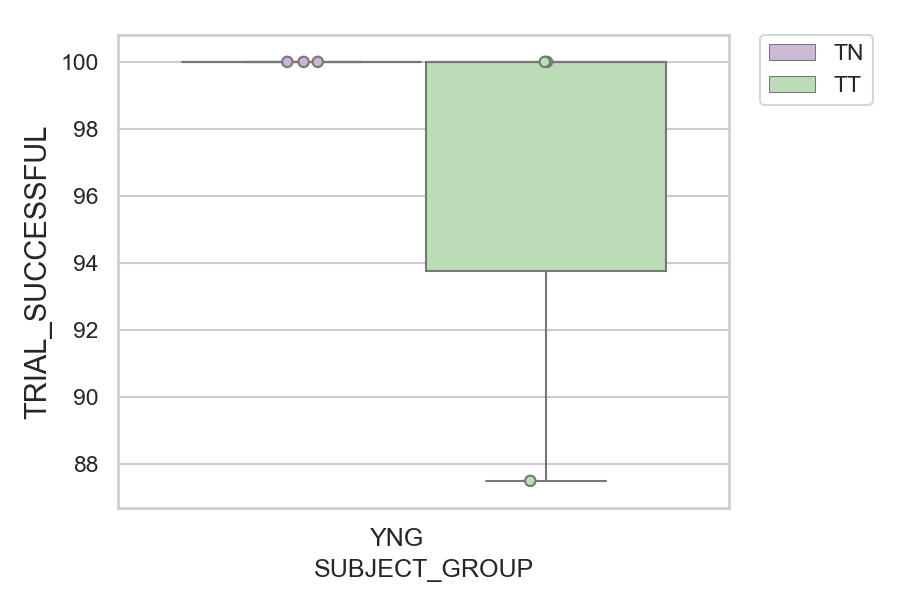 TN
TT
TRIAL_SUCCESSFUL
100
98
96
94
92
90
88
YNG
SUBJECT_GROUP